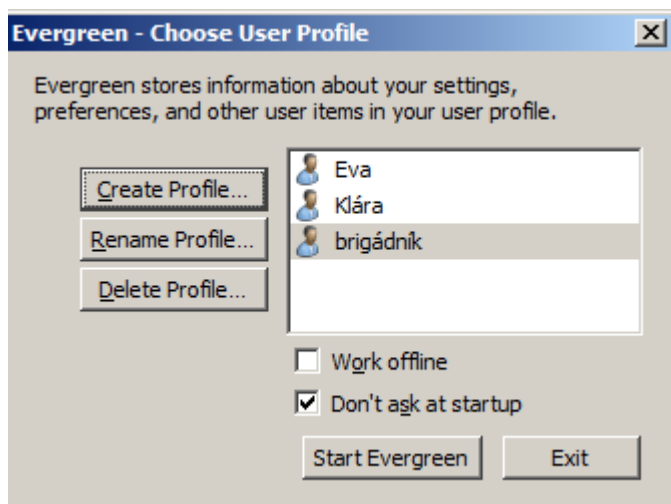 Evergreen - Choose User Profile
Evergreen stores information about your settings,
preferences, and other user items in your user profile.
Create Profile...
Rename Profile...
Delete Profile...
Eva
Klára
brigádník
Work offline
Don't ask at startup
Start Evergreen
Exit